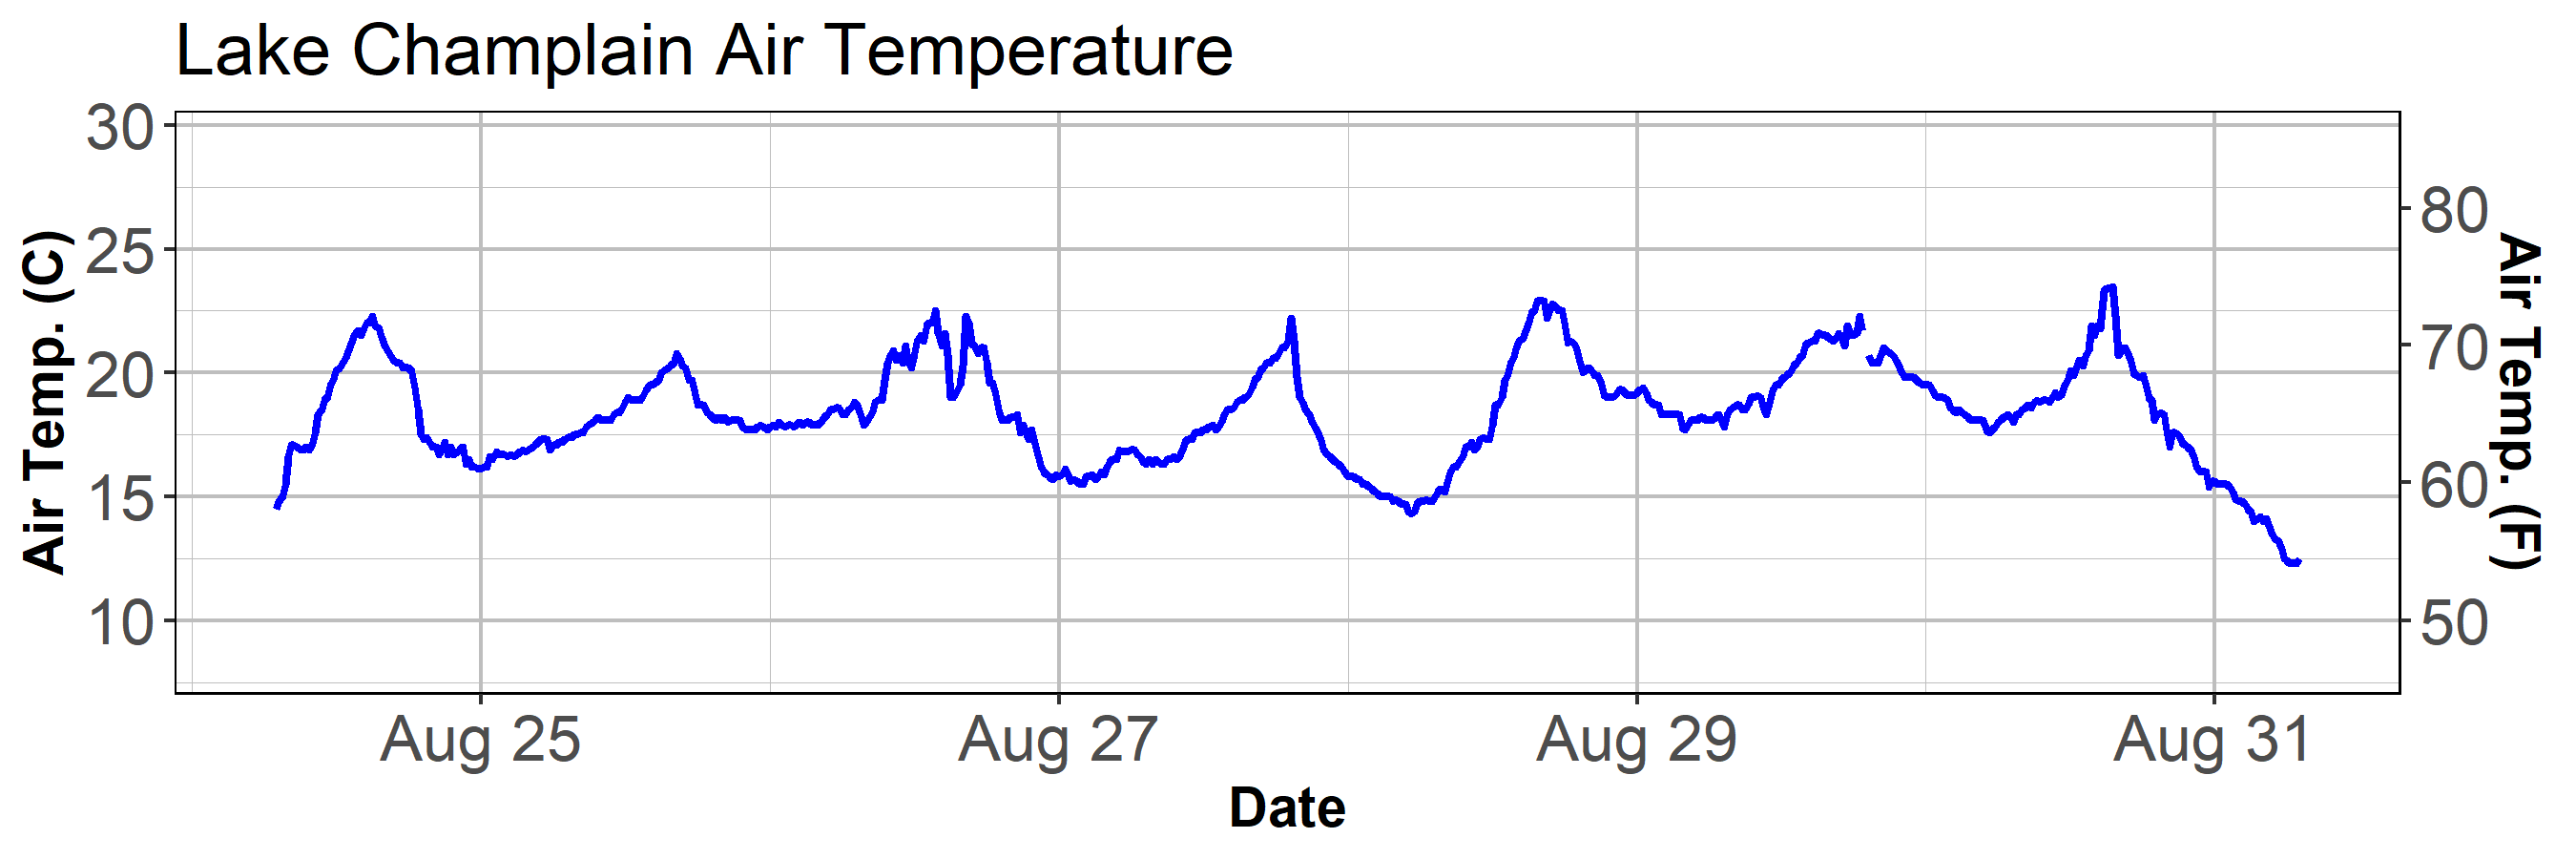 Lake Champlain Air Temperature
30
25
20
15
10
Air Temp. (C)
80
70
60
50
Air Temp. (F)
Aug 25
Aug 27
Aug 29
Aug 31
Date